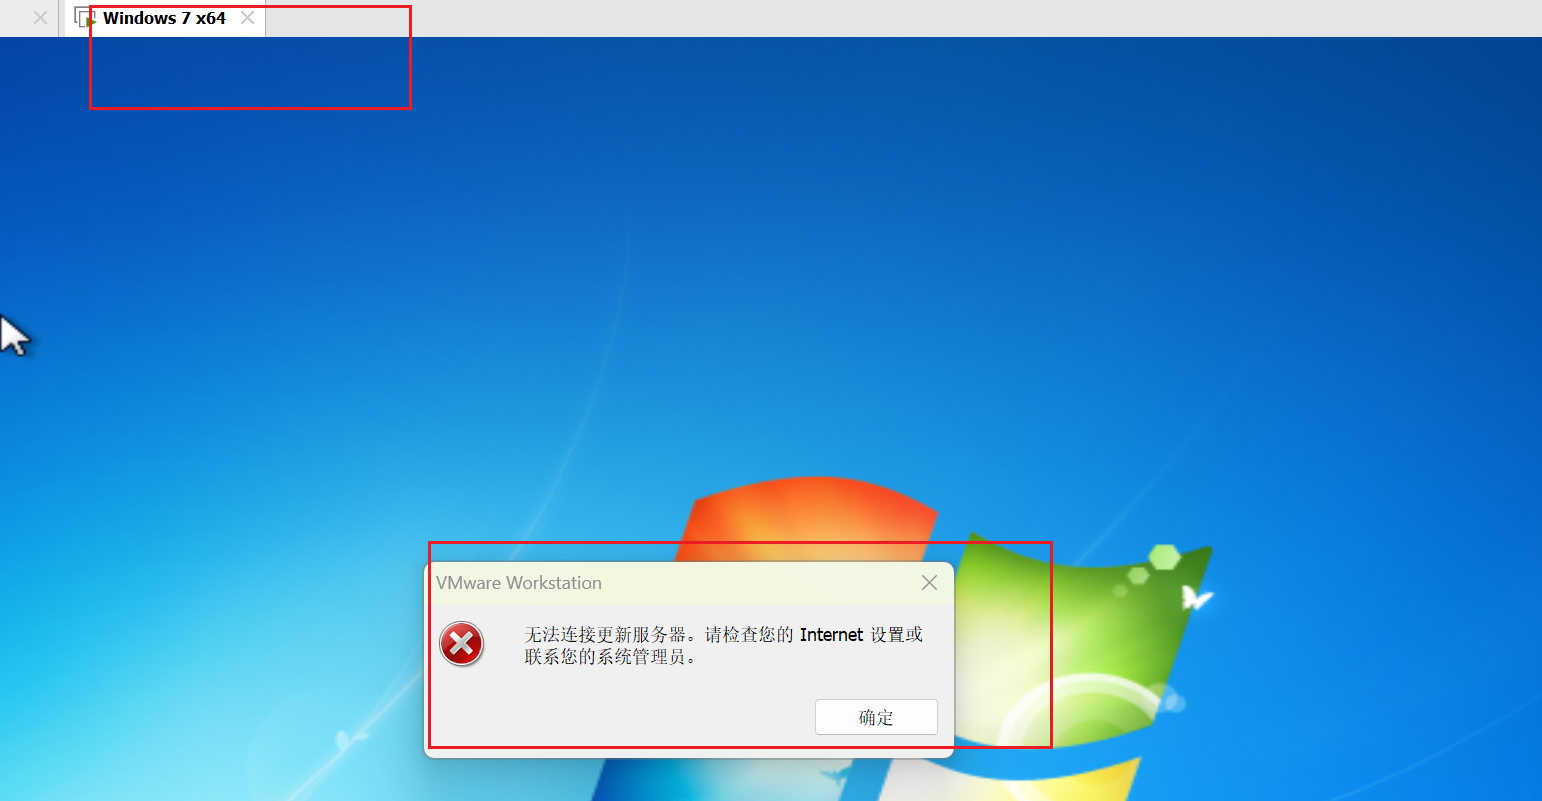 Windows 7 x64
VMware Workstation
无法连接更新服务器。请检查您的 Internet 设置或
联系您的系统管理员。
确定